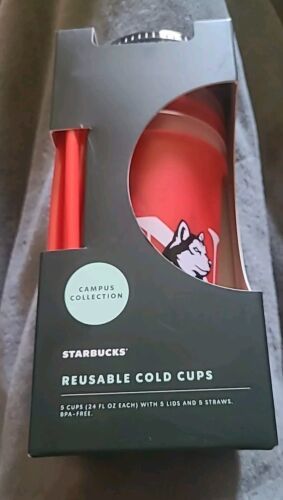 CAMPUS
COLLECTION
STARBUCKS®
REUSABLE COLD CUPS
5 CUPS (24 FL OZ EACH) WITH 5 LIDS AND 5 STRAWS.
BPA-FREE.